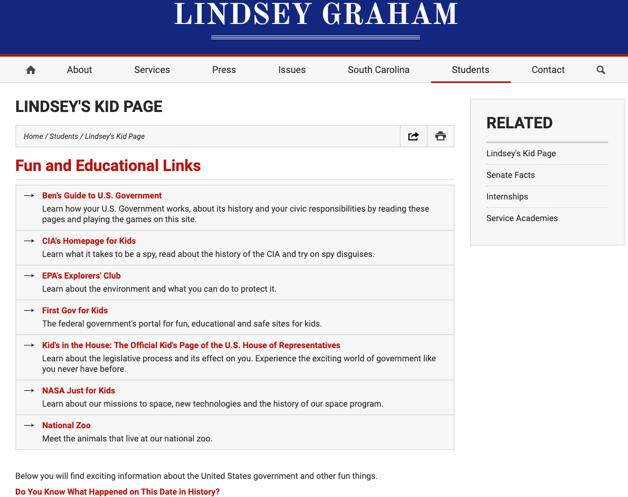 LINDSEY GRAHAM
About
Services
Press
Issues
South Carolina
Students
Contact
LINDSEY'S KID PAGE
Home / Students / Lindsey's Kid Page
Fun and Educational Links
Ben's Guide to U.S. Government
Learn how your U.S. Government works, about its history and your civic responsibilities by reading these
pages and playing the games on this site.
CIA's Homepage for Kids
Learn what it takes to be a spy, read about the history of the CIA and try on spy disguises.
EPA's Explorers' Club
Learn about the environment and what you can do to protect it.
First Gov for Kids
The federal government's portal for fun, educational and safe sites for kids.
Kid's in the House: The Official Kid's Page of the U.S. House of Representatives
Learn about the legislative process and its effect on you. Experience the exciting world of government like
you never have before.
NASA Just for Kids
Learn about our missions to space, new technologies and the history of our space program.
National Zoo
Meet the animals that live at our national zoo.
Below you will find exciting information about the United States government and other fun things.
Do You Know What Happened on This Date in History?
RELATED
Lindsey's Kid Page
Senate Facts
Internships
Service Academies